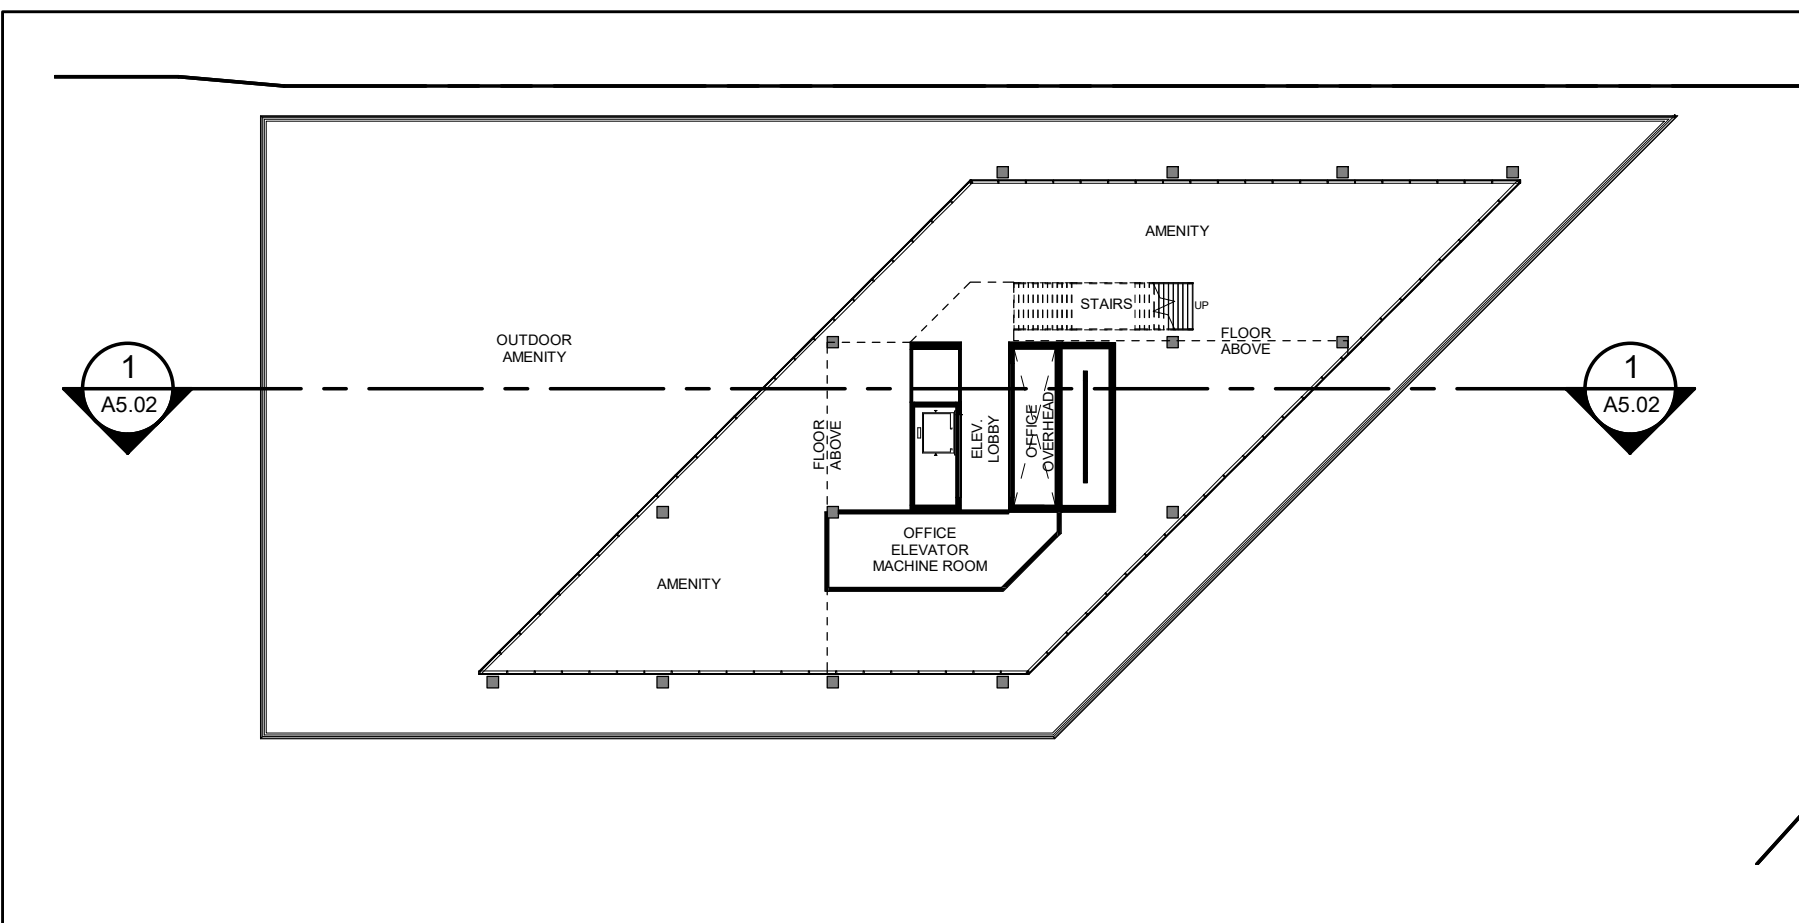 AMENITY
STAIRS
UP
FLOOR
ABOVE
OUTDOOR
AMENITY
1
A5.02
1
A5.02
FLOOR
ABOVE
ELEV.
LOBBY
OFFICE
OVERHEAD
OFFICE
ELEVATOR
MACHINE ROOM
AMENITY